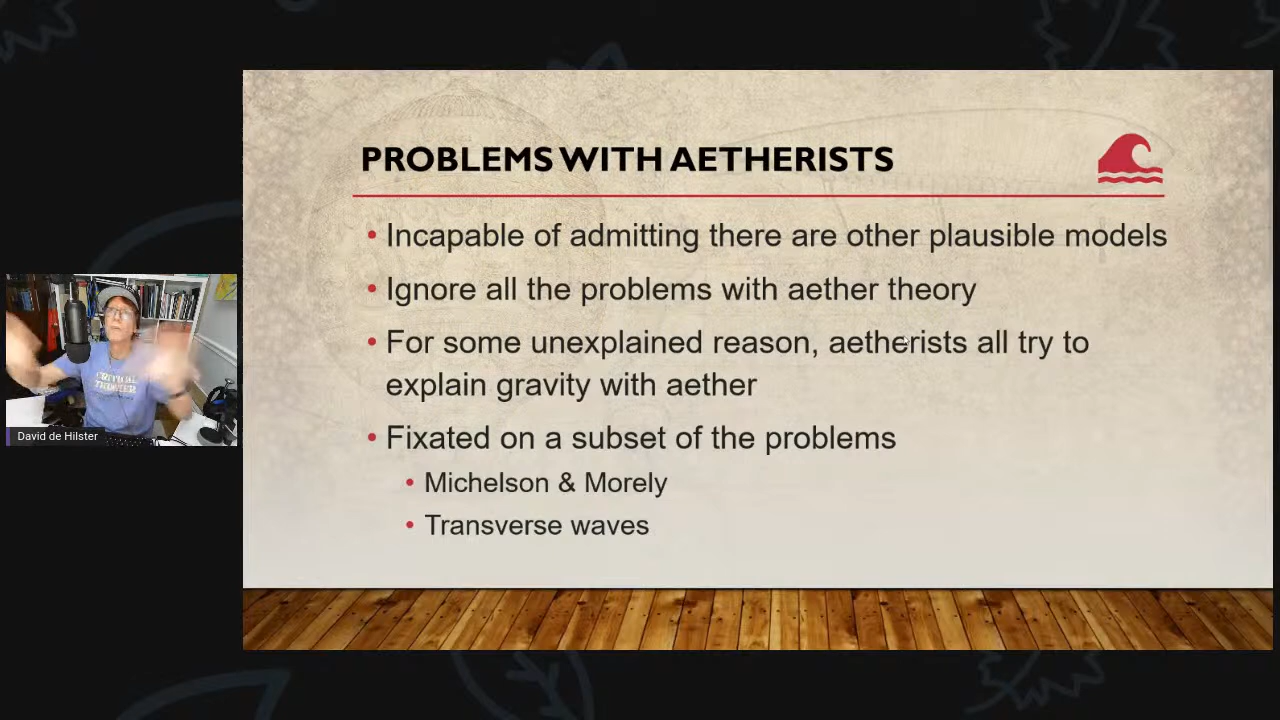 PROBLEMS WITH AETHERISTS
• Incapable of admitting there are other plausible models
• Ignore all the problems with aether theory
• For some unexplained reason, aetherists all try to
explain gravity with aether
• Fixated on a subset of the problems
• Michelson & Morely
• Transverse waves
CRITICAL
THINKER
David de Hilster